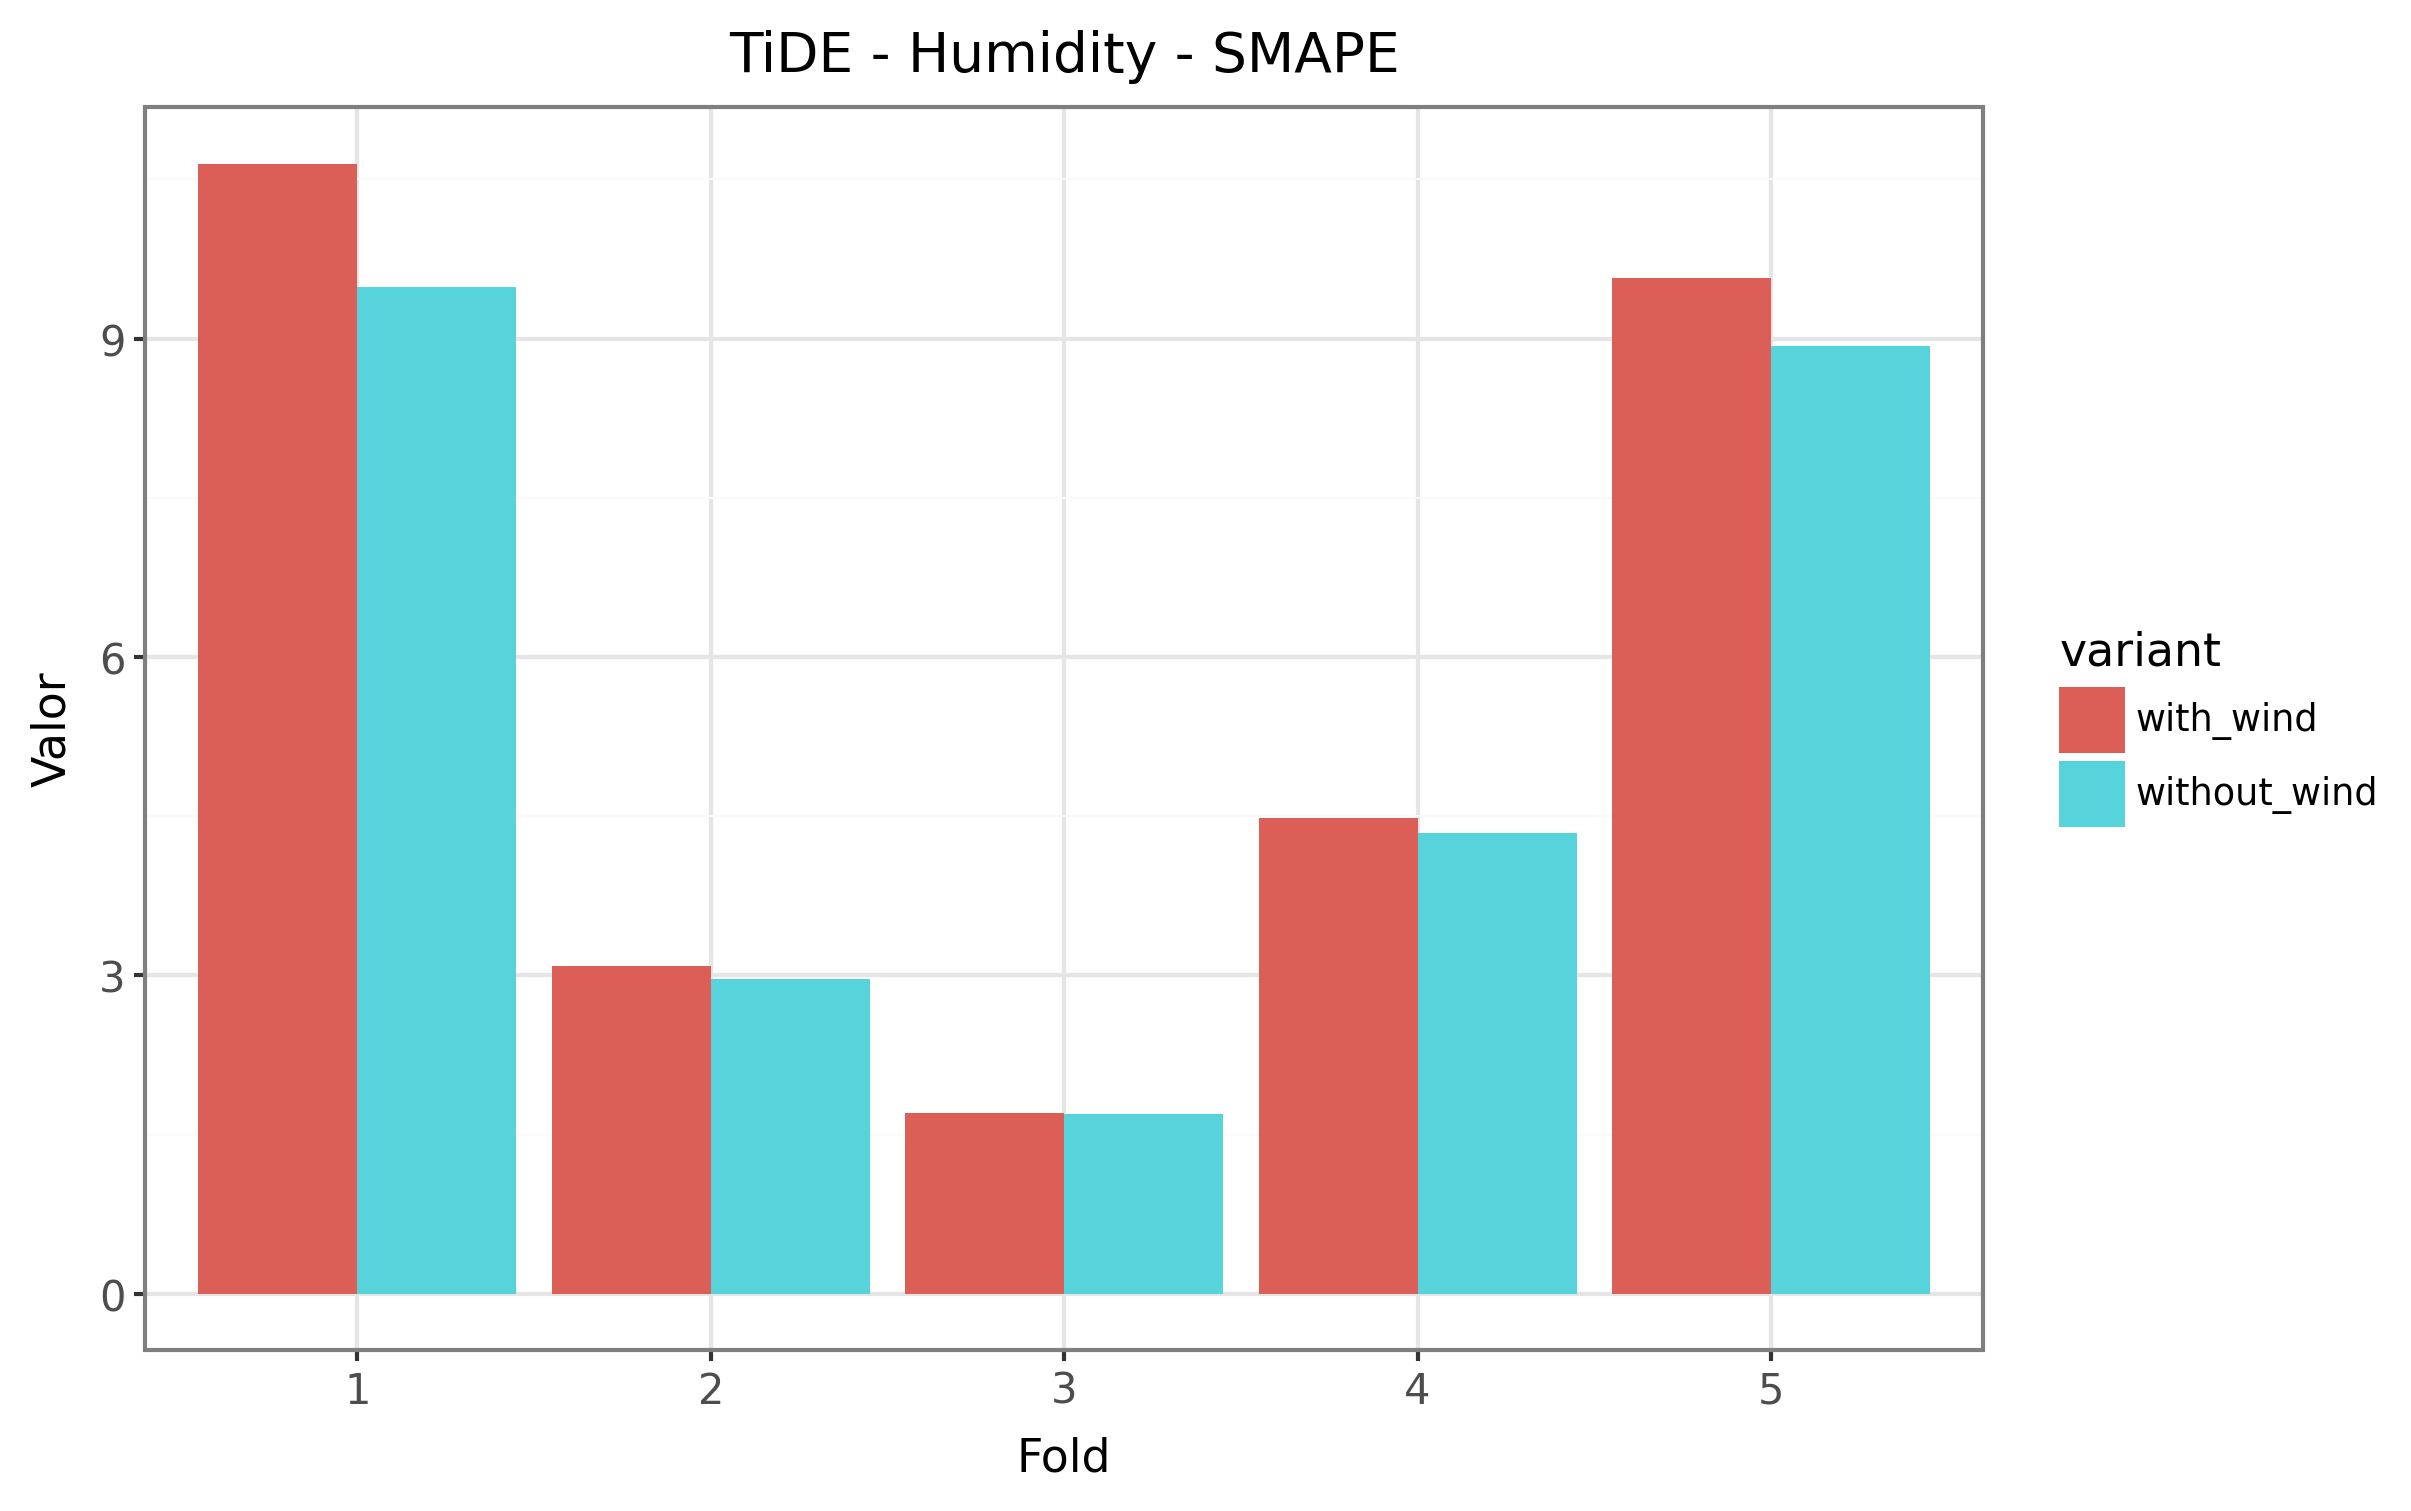 TiDE - Humidity - SMAPE
Valor
9
6
3
0
1 2 3 4 5
Fold
variant
with_wind
without_wind